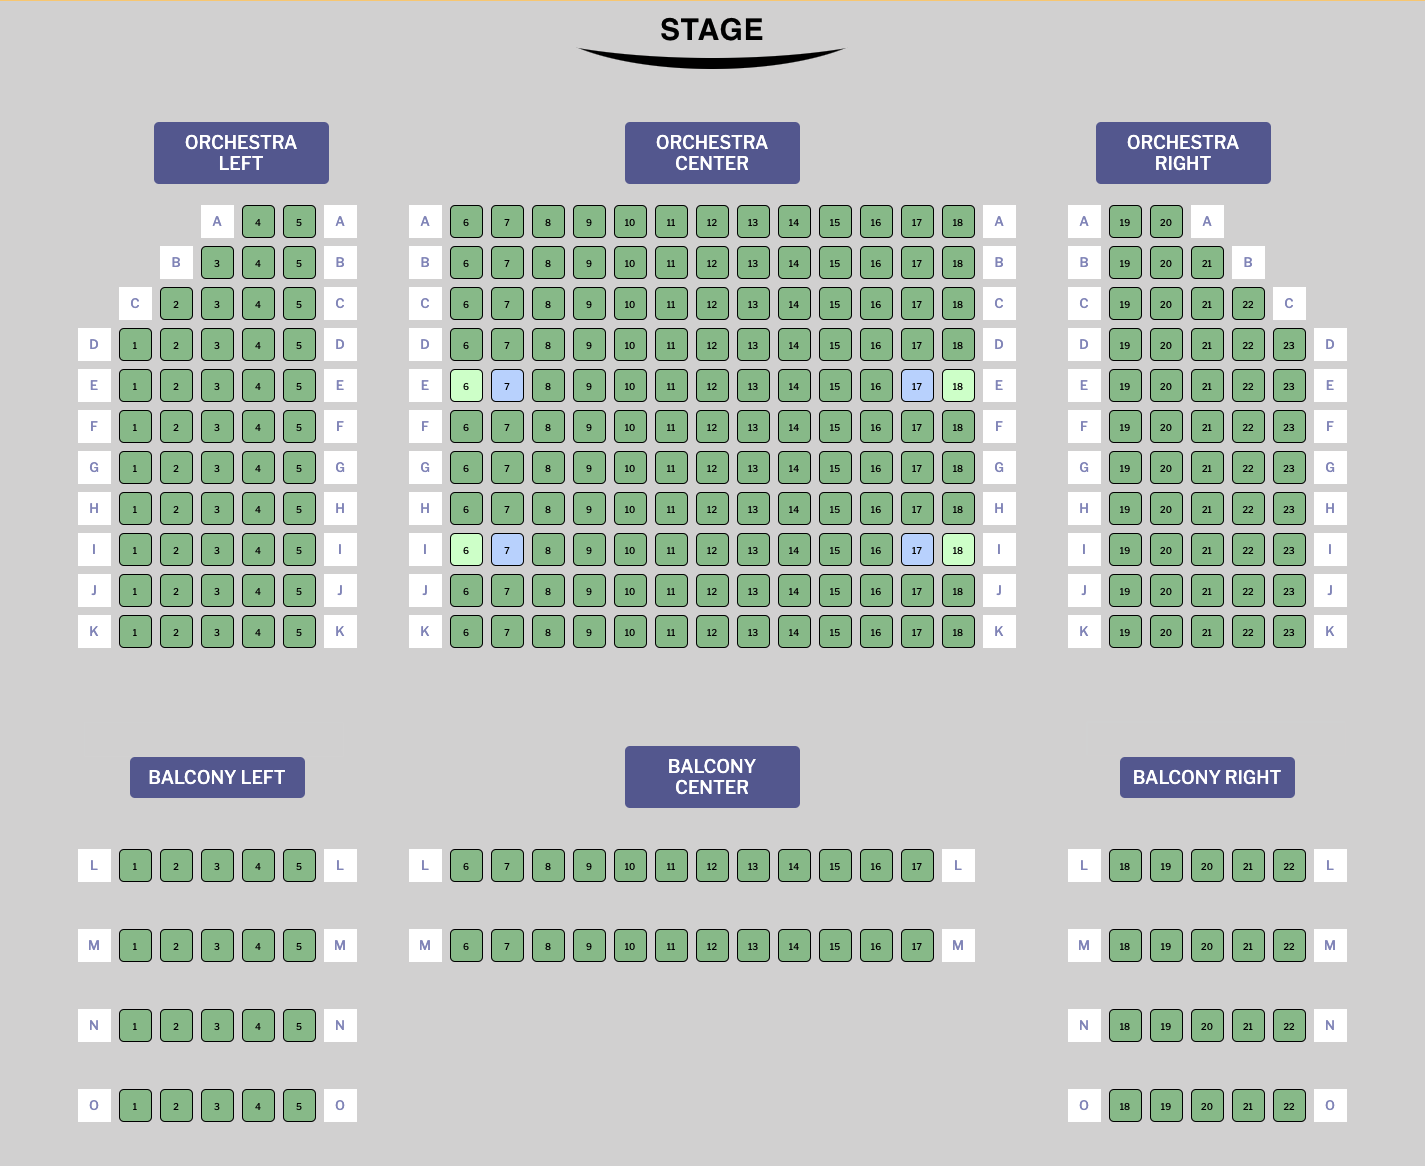 STAGE
ORCHESTRA
LEFT
ORCHESTRA
CENTER
ORCHESTRA
RIGHT
A 4 5 A A 6 7 8 9 10 11 12 13 14 15 16 17 18 A A 19 20 A
B 3 4 5 B B 6 7 8 9 10 11 12 13 14 15 16 17 18 B B 19 20 21 B
C 2 3 4 5 C C 6 7 8 9 10 11 12 13 14 15 16 17 18 C C 19 20 21 22 C
D 1 2 3 4 5 D D 6 7 8 9 10 11 12 13 14 15 16 17 18 D D 19 20 21 22 23 D
E 1 2 3 4 5 E E 6 7 8 9 10 11 12 13 14 15 16 17 18 E E 19 20 21 22 23 E
F 1 2 3 4 5 F F 6 7 8 9 10 11 12 13 14 15 16 17 18 F F 19 20 21 22 23 F
G 1 2 3 4 5 G G 6 7 8 9 10 11 12 13 14 15 16 17 18 G G 19 20 21 22 23 G
H 1 2 3 4 5 H H 6 7 8 9 10 11 12 13 14 15 16 17 18 H H 19 20 21 22 23 H
I 1 2 3 4 5 I I 6 7 8 9 10 11 12 13 14 15 16 17 18 I I 19 20 21 22 23 I
J 1 2 3 4 5 J J 6 7 8 9 10 11 12 13 14 15 16 17 18 J J 19 20 21 22 23 J
K 1 2 3 4 5 K K 6 7 8 9 10 11 12 13 14 15 16 17 18 K K 19 20 21 22 23 K
BALCONY LEFT
BALCONY
CENTER
BALCONY RIGHT
L 1 2 3 4 5 L L 6 7 8 9 10 11 12 13 14 15 16 17 L L 18 19 20 21 22 L
M 1 2 3 4 5 M M 6 7 8 9 10 11 12 13 14 15 16 17 M M 18 19 20 21 22 M
N 1 2 3 4 5 N N 18 19 20 21 22 N
O 1 2 3 4 5 O O 18 19 20 21 22 O